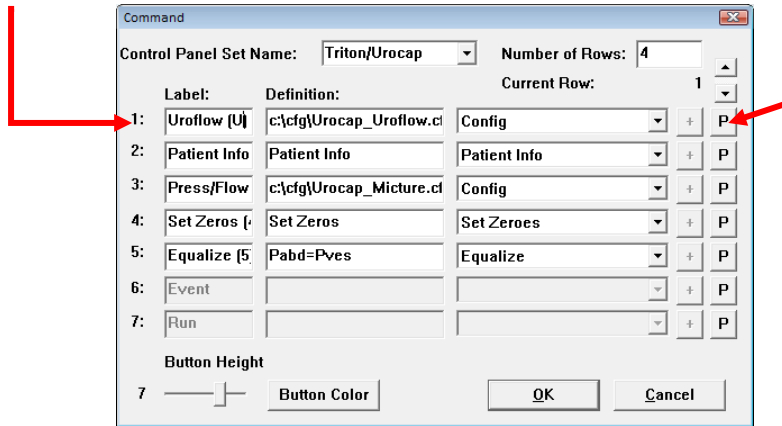 Command
Control Panel Set Name: Triton/Urocap Number of Rows: 4
Current Row: 1
Label: Definition:
1: Uroflow (U c:\cfg\Urocap_Uroflow.cf Config + P
2: Patient Info Patient Info Patient Info + P
3: Press/Flow c:\cfg\Urocap_Micture.cf Config + P
4: Set Zeros (4 Set Zeros Set Zeroes + P
5: Equalize (5) Pabd=Pves Equalize + P
6: Event + P
7: Run + P
Button Height
7 Button Color OK Cancel